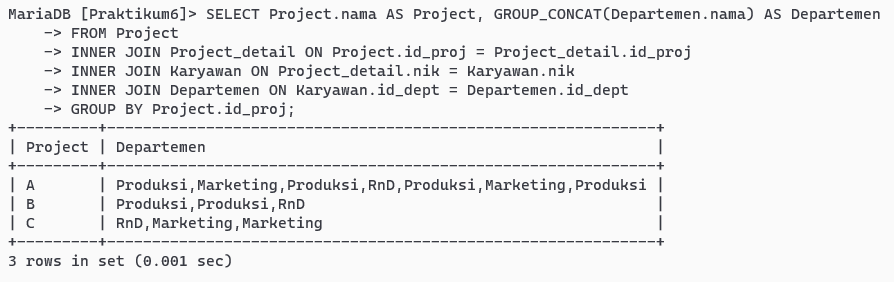 MariaDB [Praktikum6]> SELECT Project.nama AS Project, GROUP_CONCAT(Departemen.nama) AS Departemen
    -> FROM Project
    -> INNER JOIN Project_detail ON Project.id_proj = Project_detail.id_proj
    -> INNER JOIN Karyawan ON Project_detail.nik = Karyawan.nik
    -> INNER JOIN Departemen ON Karyawan.id_dept = Departemen.id_dept
    -> GROUP BY Project.id_proj;
+---------+-------------------------------------------------------------+
| Project | Departemen                                                  |
+---------+-------------------------------------------------------------+
| A       | Produksi,Marketing,Produksi,RnD,Produksi,Marketing,Produksi |
| B       | Produksi,Produksi,RnD                                       |
| C       | RnD,Marketing,Marketing                                     |
+---------+-------------------------------------------------------------+
3 rows in set (0.001 sec)